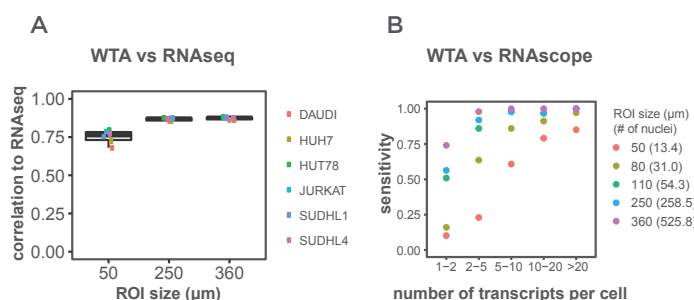 A
WTA vs RNAseq
correlation to RNAseq
1.00
0.75
0.50
0.25
0.00
50
250
360
ROI size (μm)
DAUDI
HUH7
HUT78
JURKAT
SUDHL1
SUDHL4
B
WTA vs RNAscope
sensitivity
1.00
0.75
0.50
0.25
0.00
1−2
2−5
5−10
10−20
>20
number of transcripts per cell
ROI size (μm)
(# of nuclei)
50 (13.4)
80 (31.0)
110 (54.3)
250 (258.5)
360 (525.8)